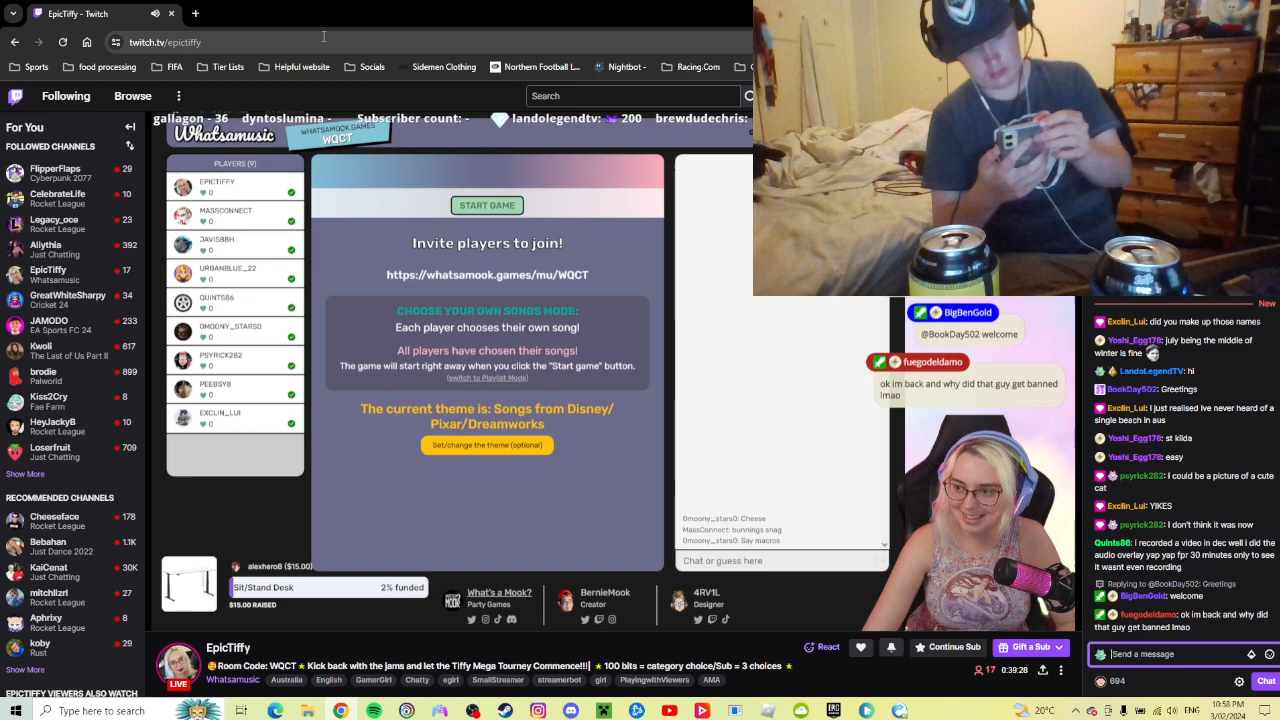 EpicTiffy - Twitch
twitch.tv/epictiffy
Sports
food processing
FIFA
Tier Lists
Helpful website
Socials
Sidemen Clothing
Northern Football L...
Nightbot -
Racing.Com
Following
Browse
Search
gallagon - 36
dyntoslumina -
Subscriber count: -
landolegendtv:
200
brewdudechris:
For You
FOLLOWED CHANNELS
FlipperFlaps
29
Cyberpunk 2077
CelebrateLife
10
Rocket League
Legacy_oce
23
Rocket League
Ailythia
392
Just Chatting
EpicTiffy
17
Whatsamusic
GreatWhiteSharpy
34
Cricket 24
JAMODO
233
EA Sports FC 24
Kwoli
617
The Last of Us Part II
brodie
899
Palworld
Kiss2Cry
8
Fae Farm
HeyJackyB
10
Rocket League
Loserfruit
709
Just Chatting
Show More
RECOMMENDED CHANNELS
Cheeseface
178
Rocket League
Bebahan
1.1K
Just Dance 2022
KaiCenat
30K
Just Chatting
mitchlizrl
27
Rocket League
Aphrixy
8
Rocket League
koby
29
Rust
Show More
EPICTIFFY VIEWERS ALSO WATCH
Whatsamusic
WHATSAMOOK.GAMES
WQCT
PLAYERS (9)
EPICTIFFY
0
MASSCONNECT
0
JAVIS88H
0
URBANBLUE_22
0
QUINTS86
0
0MOONY_STARS0
0
PSYRICK282
0
PEEBSY8
0
EXCLIN_LUI
0
START GAME
Invite players to join!
https://whatsamook.games/mu/WQCT
CHOOSE YOUR OWN SONGS MODE:
Each player chooses their own song!
All players have chosen their songs!
The game will start right away when you click the "Start game" button.
(switch to Playlist Mode)
The current theme is: Songs from Disney/
Pixar/Dreamworks
Set/change the theme (optional)
0moony_stars0: Cheese
MassConnect: bunnings snag
0moony_stars0: Say macros
Chat or guess here
alexhero8 ($15.00)
Sit/Stand Desk
2% funded
$15.00 RAISED
What's a Mook?
Party Games
BernieMook
Creator
4RV1L
Designer
BigBenGold
@BookDay502 welcome
fuegodeldamo
ok im back and why did that guy get banned
lmao
New
Exclin_Lui: did you make up those names
Yoshi_Egg178: july being the middle of
winter is fine
LandoLegendTV: hi
BookDay502: Greetings
Exclin_Lui: i just realised ive never heard of a
single beach in aus
Yoshi_Egg178: st kilda
Yoshi_Egg178: easy
psyrick282: I could be a picture of a cute
cat
Exclin_Lui: YIKES
psyrick282: I don't think it was now
Quints86: i recorded a video in dec well i did the
audio overlay yap yap fpr 30 minutes only to see
it wasnt even recording
Replying to @BookDay502: Greetings
BigBenGold: welcome
fuegodeldamo: ok im back and why did
that guy get banned lmao
Send a message
694
Chat
LIVE
EpicTiffy
React
Continue Sub
Gift a Sub
Room Code: WQCT ★ Kick back with the jams and let the Tiffy Mega Tourney Commence!!!| ★ 100 bits = category choice/Sub = 3 choices ★
17
0:39:28
Whatsamusic
Australia
English
GamerGirl
Chatty
egirl
SmallStreamer
streamerbot
girl
PlayingwithViewers
AMA
Type here to search
30°C
10:58 PM
3/02/2024